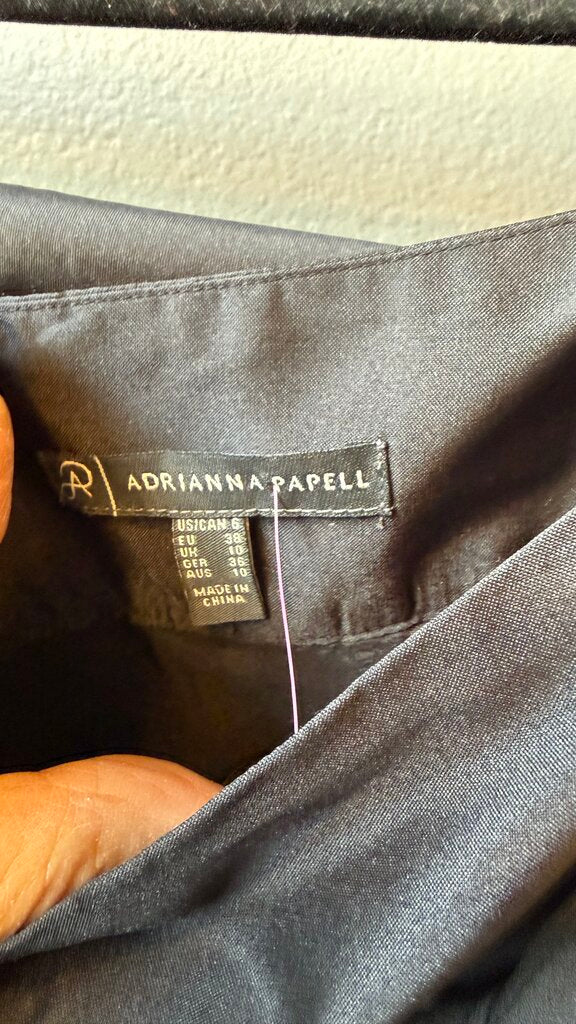 AP ADRIANNA PAPELL
US/CAN 6
EU 38
UK 10
GER 36
AUS 10
MADE IN
CHINA